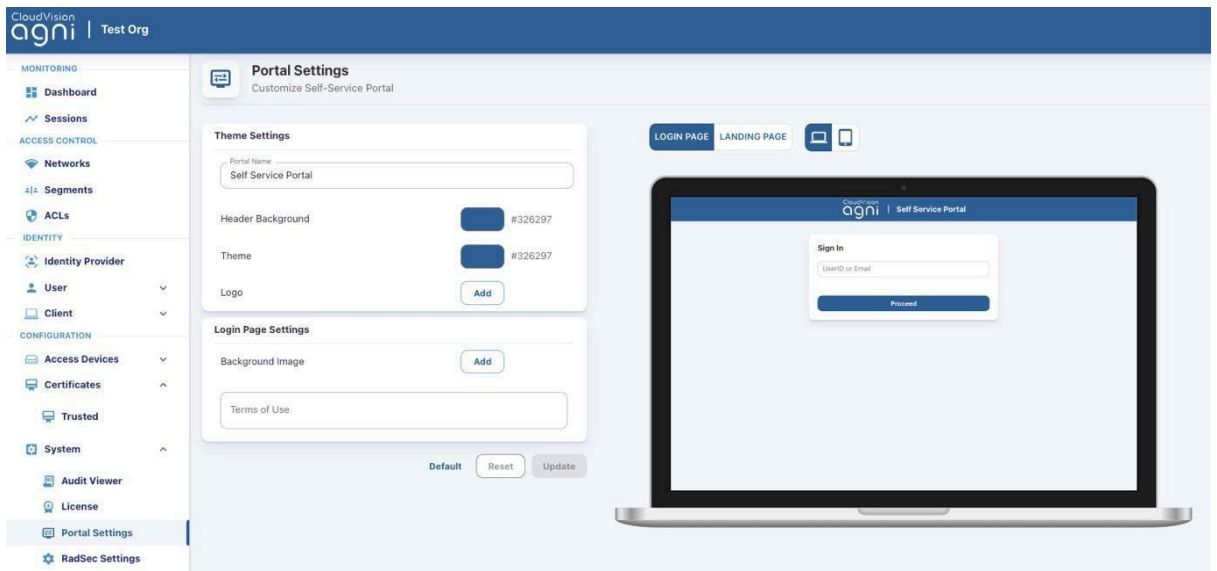 CloudVision
agni | Test Org
MONITORING
Dashboard
Sessions
ACCESS CONTROL
Networks
Segments
ACLs
IDENTITY
Identity Provider
User
Client
CONFIGURATION
Access Devices
Certificates
Trusted
System
Audit Viewer
License
Portal Settings
RadSec Settings
Portal Settings
Customize Self-Service Portal
Theme Settings
Portal Name
Self Service Portal
Header Background #326297
Theme #326297
Logo Add
Login Page Settings
Background Image Add
Terms of Use
Default Reset Update
LOGIN PAGE LANDING PAGE
CloudVision
agni | Self Service Portal
Sign In
UserID or Email
Proceed